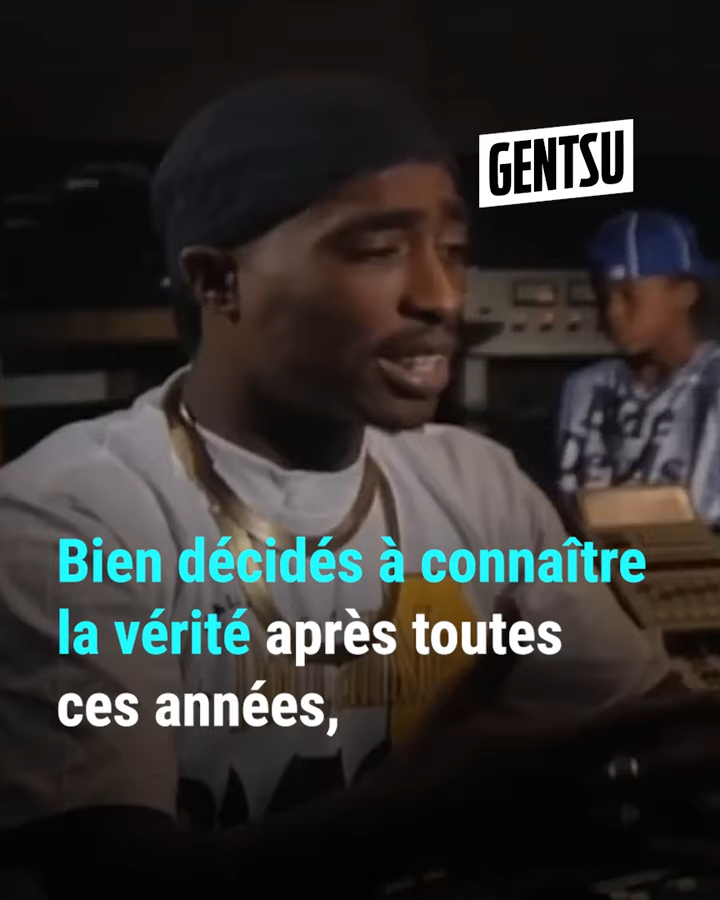 GENTSU
Bien décidés à connaître
la vérité après toutes
ces années,